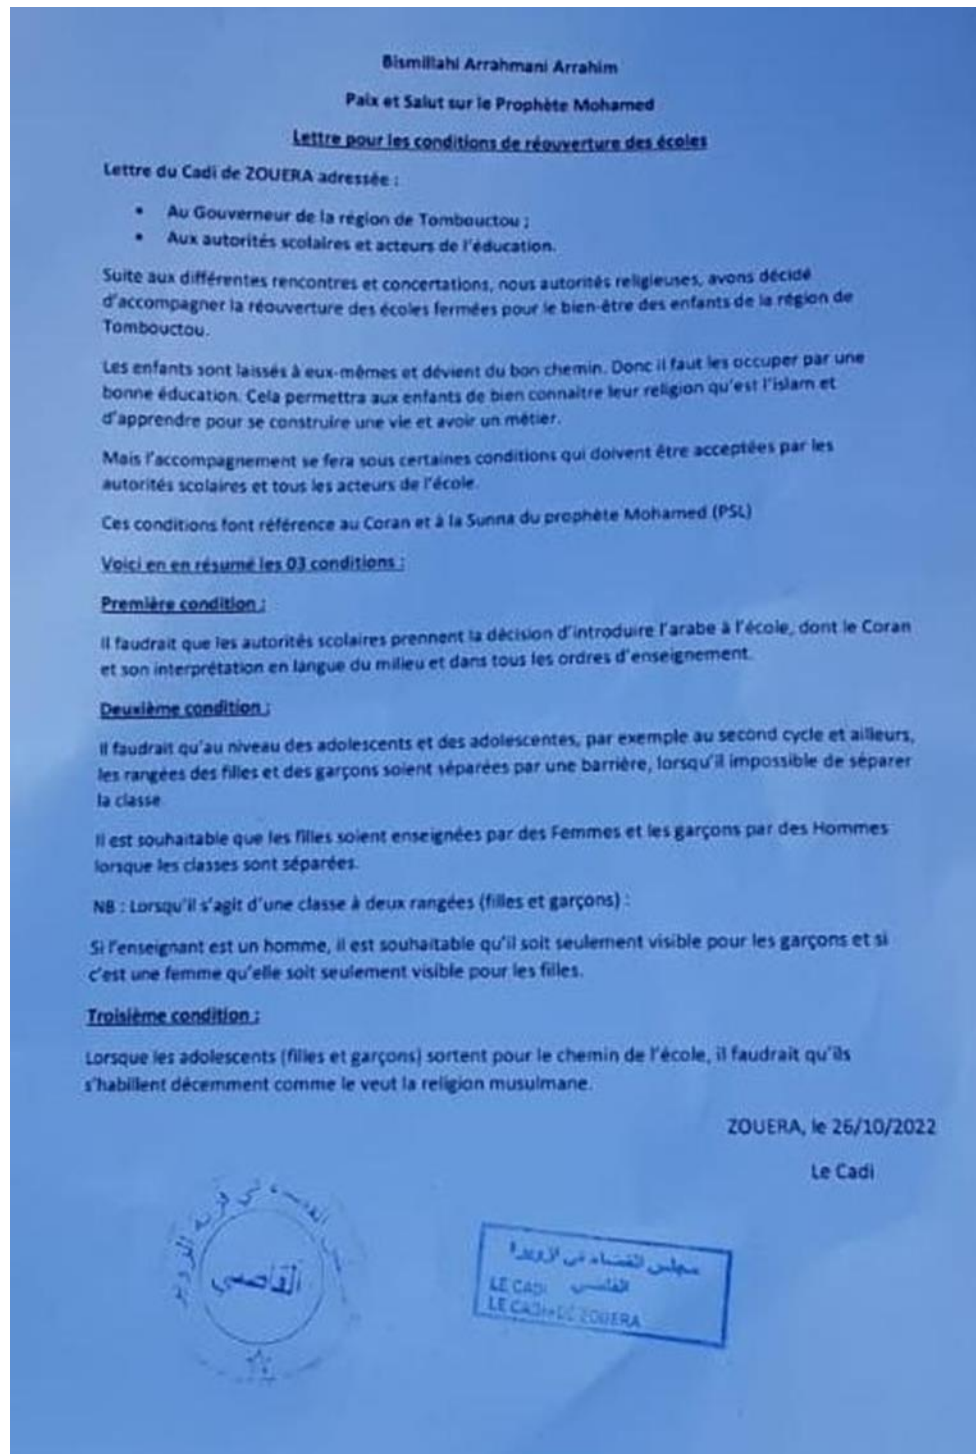 Bismillahi Arrahmani Arrahim
Paix et Salut sur le Prophète Mohamed
Lettre pour les conditions de réouverture des écoles
Lettre du Cadi de ZOUERA adressée :
• Au Gouverneur de la région de Tombouctou ;
• Aux autorités scolaires et acteurs de l'éducation.
Suite aux différentes rencontres et concertations, nous autorités religieuses, avons décidé
d'accompagner la réouverture des écoles fermées pour le bien-être des enfants de la région de
Tombouctou.
Les enfants sont laissés à eux-mêmes et dévient du bon chemin. Donc il faut les occuper par une
bonne éducation. Cela permettra aux enfants de bien connaitre leur religion qu'est l'islam et
d'apprendre pour se construire une vie et avoir un métier.
Mais l'accompagnement se fera sous certaines conditions qui doivent être acceptées par les
autorités scolaires et tous les acteurs de l'école.
Ces conditions font référence au Coran et à la Sunna du prophète Mohamed (PSL)
Voici en en résumé les 03 conditions :
Première condition :
Il faudrait que les autorités scolaires prennent la décision d'introduire l'arabe à l'école, dont le Coran
et son interprétation en langue du milieu et dans tous les ordres d'enseignement.
Deuxième condition :
Il faudrait qu'au niveau des adolescents et des adolescentes, par exemple au second cycle et ailleurs,
les rangées des filles et des garçons soient séparées par une barrière, lorsqu'il impossible de séparer
la classe.
Il est souhaitable que les filles soient enseignées par des Femmes et les garçons par des Hommes
lorsque les classes sont séparées.
NB : Lorsqu'il s'agit d'une classe à deux rangées (filles et garçons) :
Si l'enseignant est un homme, il est souhaitable qu'il soit seulement visible pour les garçons et si
c'est une femme qu'elle soit seulement visible pour les filles.
Troisième condition :
Lorsque les adolescents (filles et garçons) sortent pour le chemin de l'école, il faudrait qu'ils
s'habillent décemment comme le veut la religion musulmane.
ZOUERA, le 26/10/2022
Le Cadi
القاضي
مجلس القضاء في
القاضي
LE CADI
LE CADI DE ZOUERA